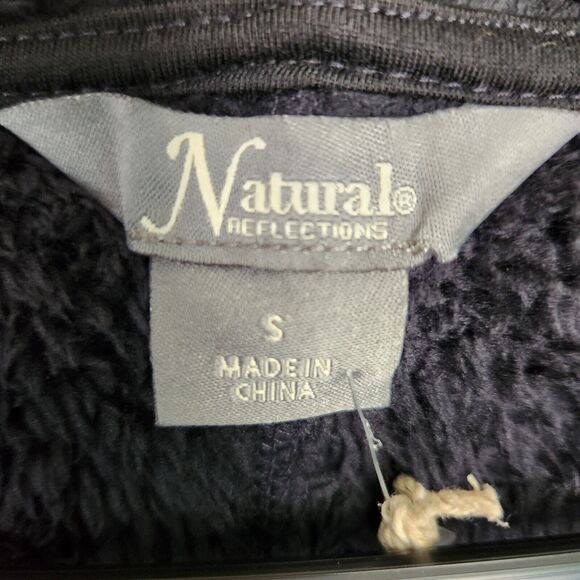 Natural®
REFLECTIONS
S
MADE IN
CHINA